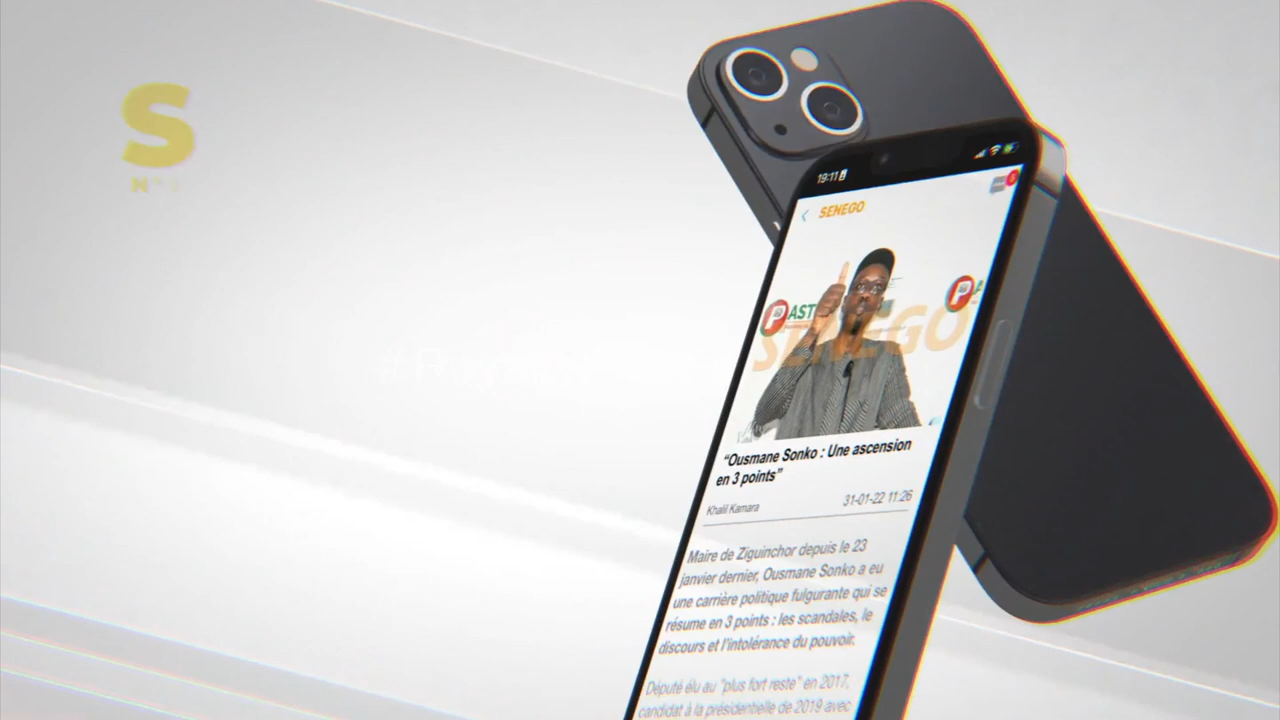 S
N°1
19:11
SENEGO
PAST
SENEGO
“Ousmane Sonko : Une ascension
en 3 points”
Khalil Kamara
31-01-22 11:26
Maire de Ziguinchor depuis le 23
janvier dernier, Ousmane Sonko a eu
une carrière politique fulgurante qui se
résume en 3 points : les scandales, le
discours et l'intolérance du pouvoir.
Député élu au "plus fort reste" en 2017,
candidat à la présidentielle de 2019 avec